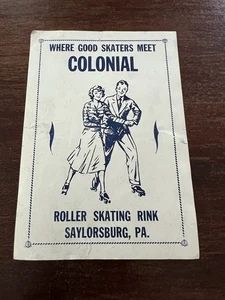 WHERE GOOD SKATERS MEET
COLONIAL
ROLLER SKATING RINK
SAYLORSBURG, PA.